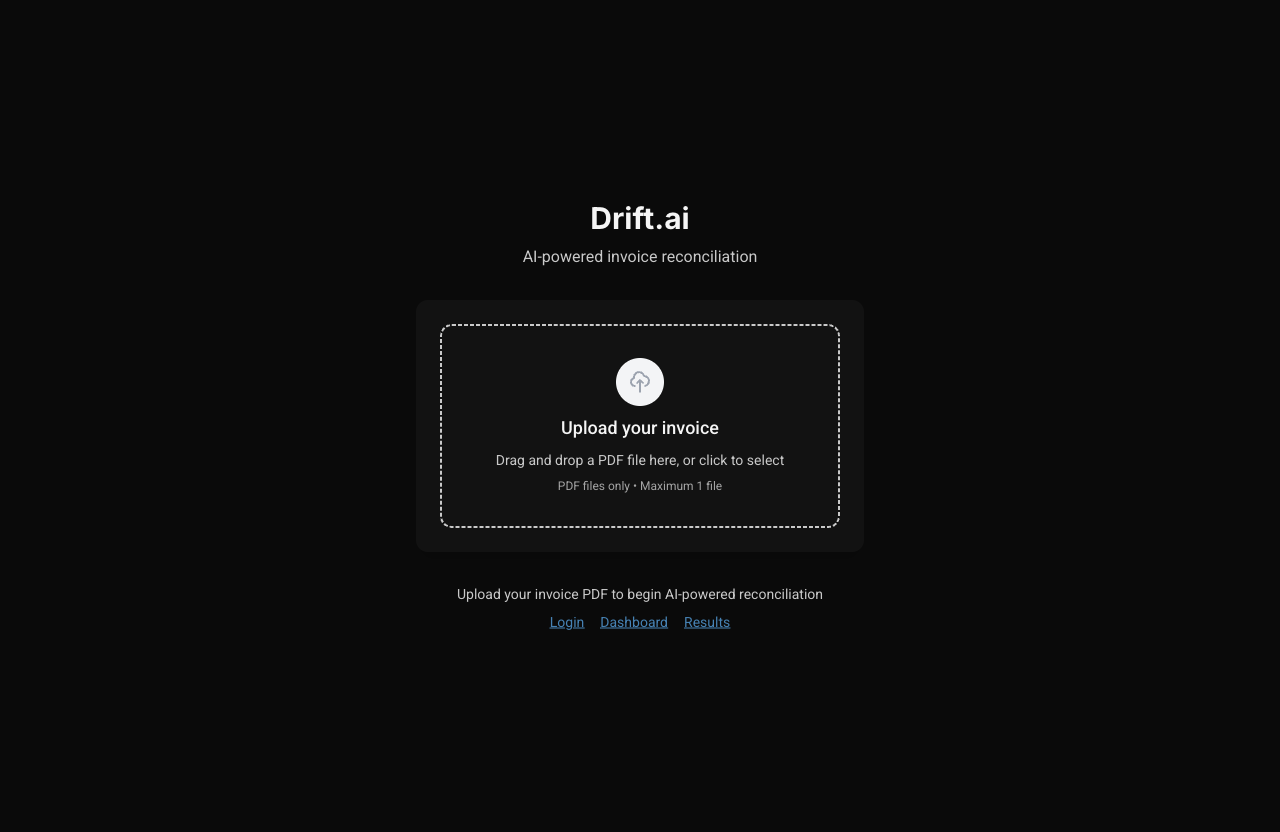 Drift.ai
AI-powered invoice reconciliation
Upload your invoice
Drag and drop a PDF file here, or click to select
PDF files only • Maximum 1 file
Upload your invoice PDF to begin AI-powered reconciliation
Login Dashboard Results